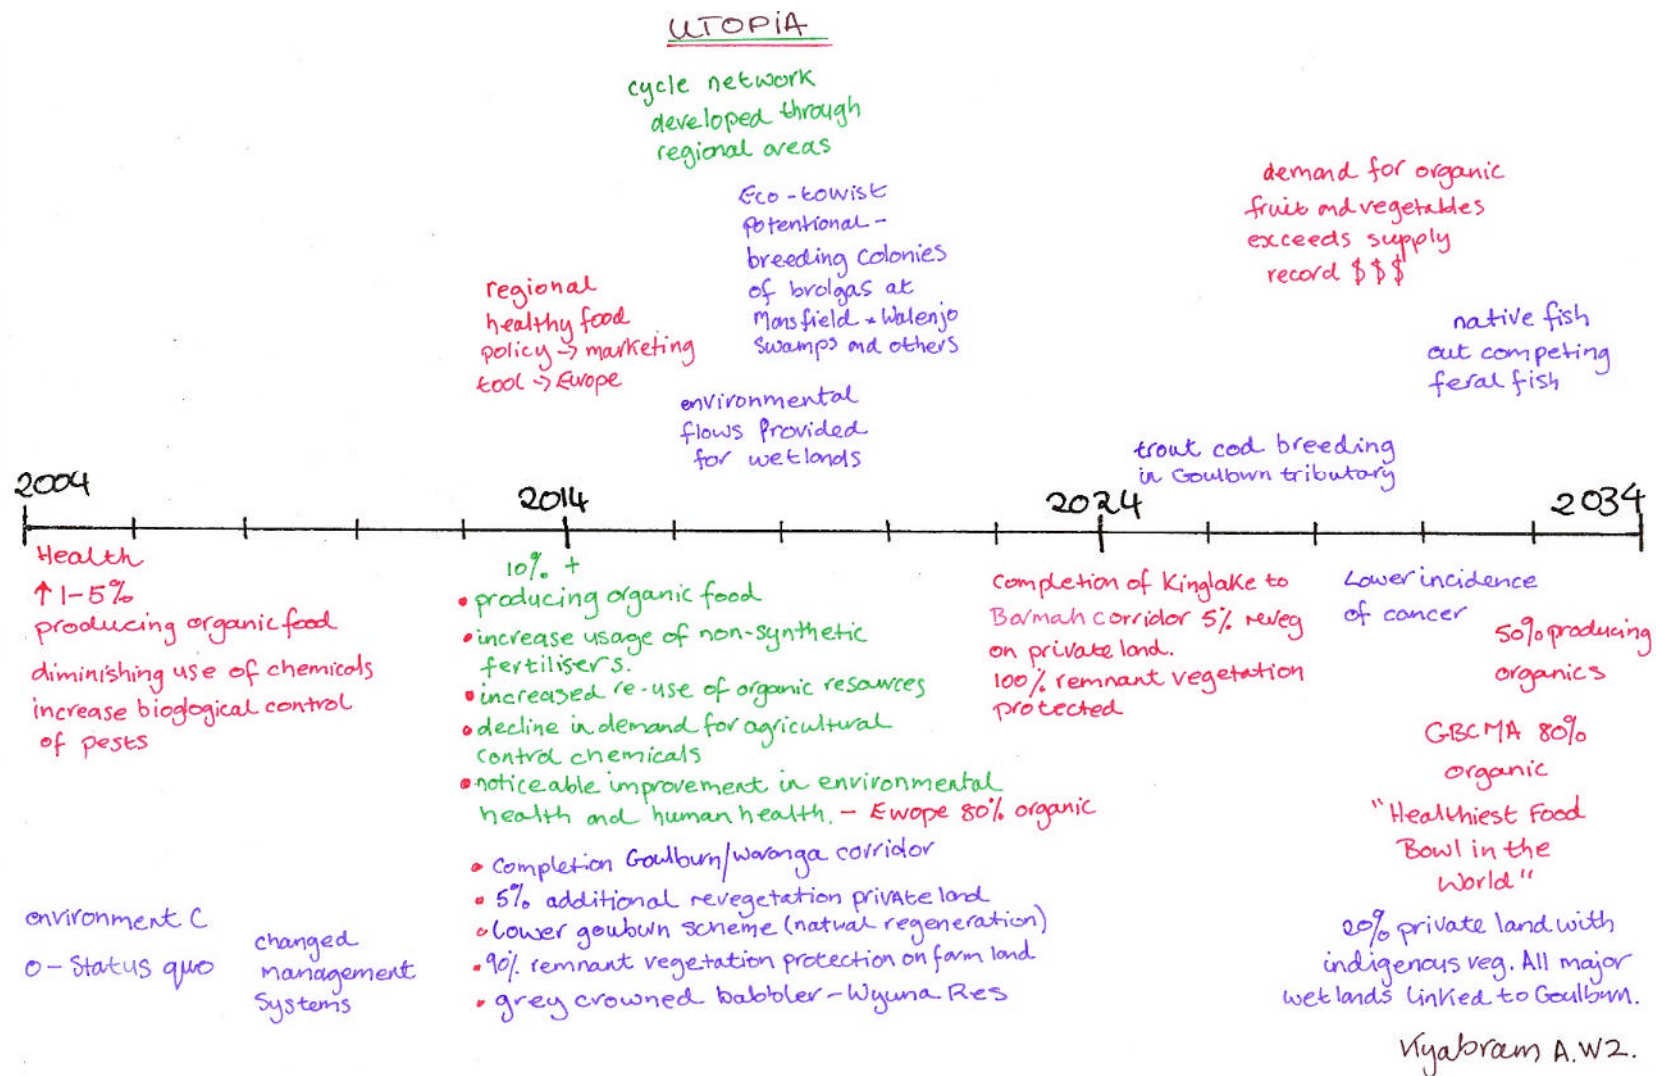 UTOPIA
cycle network
developed through
regional areas
Eco-tourist
potentional -
breeding colonies
of brolgas at
Mansfield + Walenjo
Swamps and others
regional
healthy food
policy → marketing
tool → Europe
environmental
flows Provided
for wetlands
demand for organic
fruit and vegetables
exceeds supply
record $$$
native fish
out competing
feral fish
trout cod breeding
in Goulburn tributary
2004
2014
2024
2034
Health
↑ 1-5%
producing organic food
diminishing use of chemicals
increase bioglogical control
of pests
environment C
0 - Status quo
changed
management
Systems
10% +
• producing organic food
• increase usage of non-synthetic
fertilisers.
• increased re-use of organic resources
• decline in demand for agricultural
control chemicals
• noticeable improvement in environmental
health and human health. - Europe 80% organic
• completion Goulburn/Waranga corridor
• 5% additional revegetation private land
• lower goulburn scheme (natural regeneration)
• 90% remnant vegetation protection on farm land
• grey crowned babbler - Wyuna Res
Completion of Kinglake to
Barmah corridor 5% reveg
on private land.
100% remnant vegetation
protected
Lower incidence
of cancer
50% producing
organics
GBCMA 80%
organic
"Healthiest Food
Bowl in the
World"
20% private land with
indigenous veg. All major
wetlands linked to Goulburn.
Kyabram A.W2.